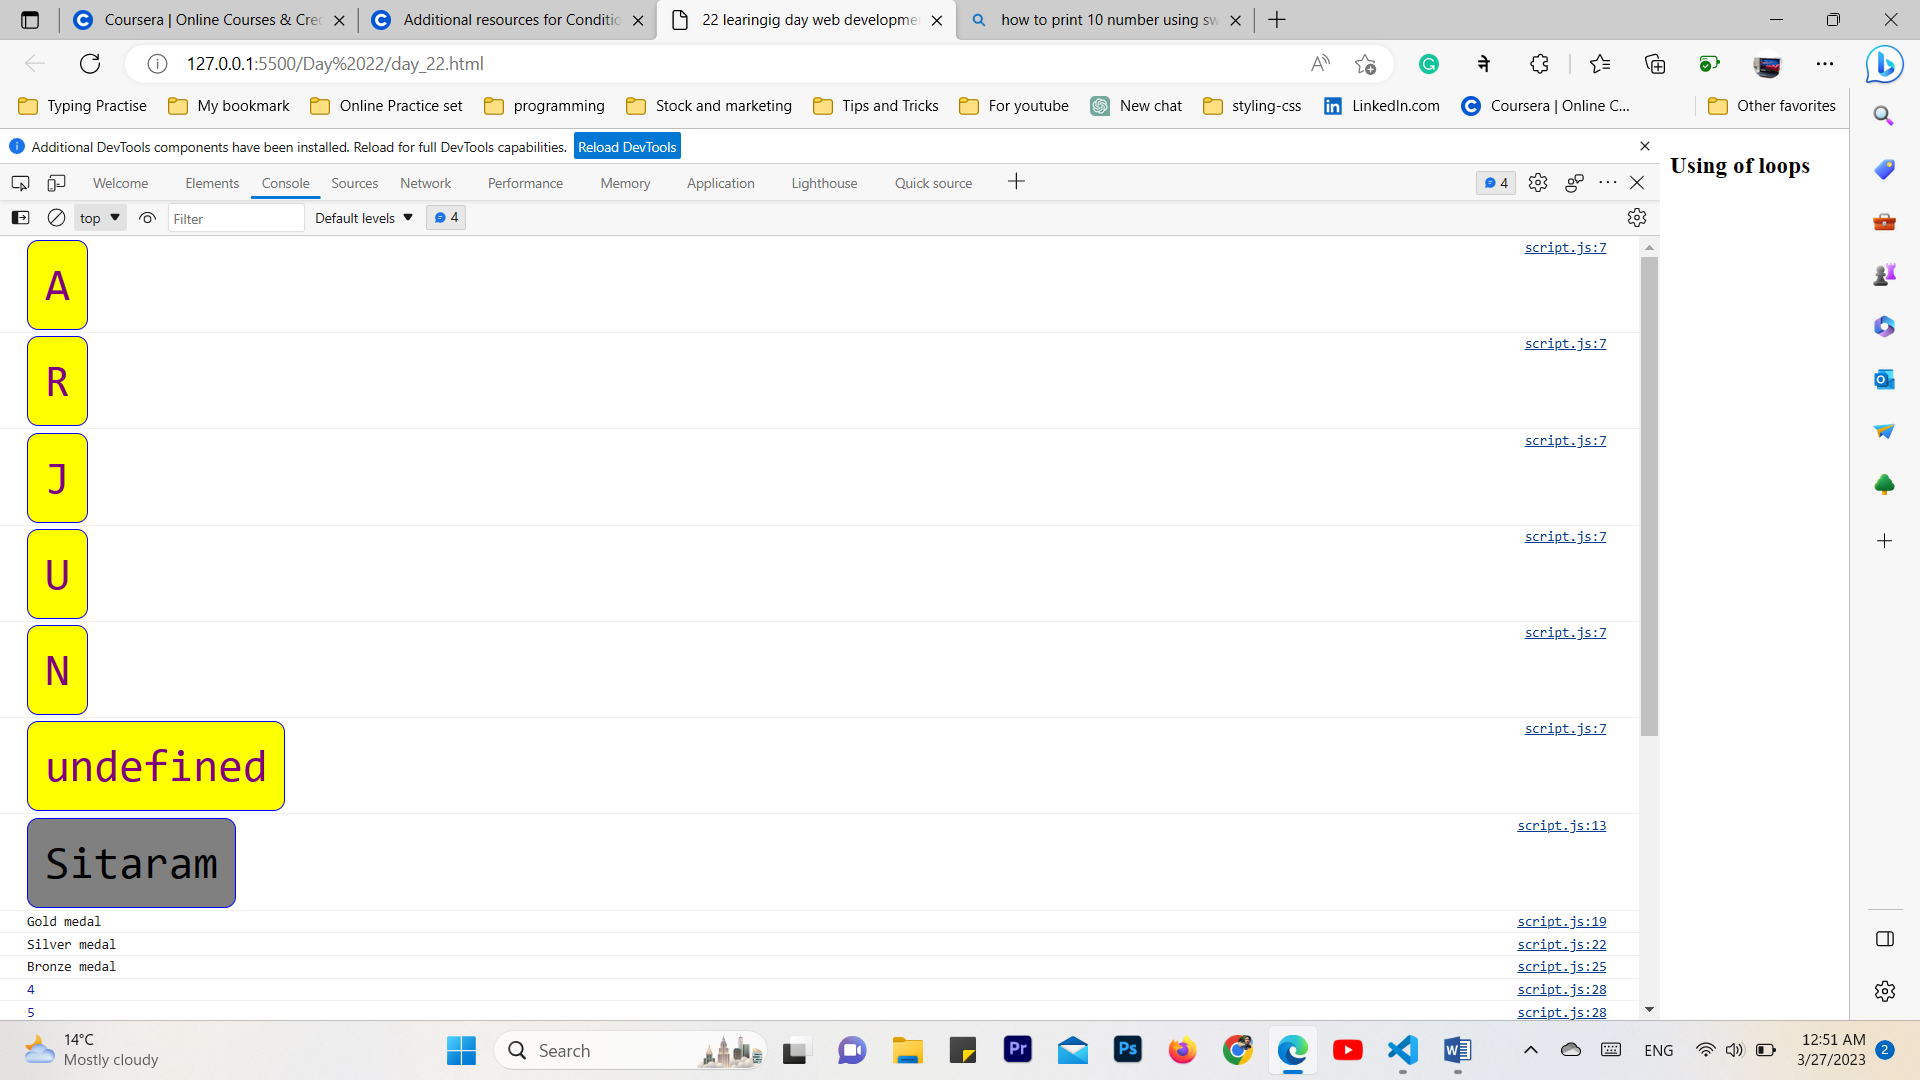 Coursera | Online Courses & Cre
Additional resources for Conditio
22 learingig day web developme
how to print 10 number using sw
127.0.0.1:5500/Day%2022/day_22.html
ने
Typing Practise
My bookmark
Online Practice set
programming
Stock and marketing
Tips and Tricks
For youtube
New chat
styling-css
LinkedIn.com
Coursera | Online C...
Other favorites
Additional DevTools components have been installed. Reload for full DevTools capabilities.
Reload DevTools
Using of loops
Welcome
Elements
Console
Sources
Network
Performance
Memory
Application
Lighthouse
Quick source
4
top
Filter
Default levels
4
A
script.js:7
R
script.js:7
J
script.js:7
U
script.js:7
N
script.js:7
undefined
script.js:7
Sitaram
script.js:13
Gold medal
script.js:19
Silver medal
script.js:22
Bronze medal
script.js:25
4
script.js:28
5
script.js:28
14°C
Mostly cloudy
Search
Pr
Ps
ENG
12:51 AM
3/27/2023
2